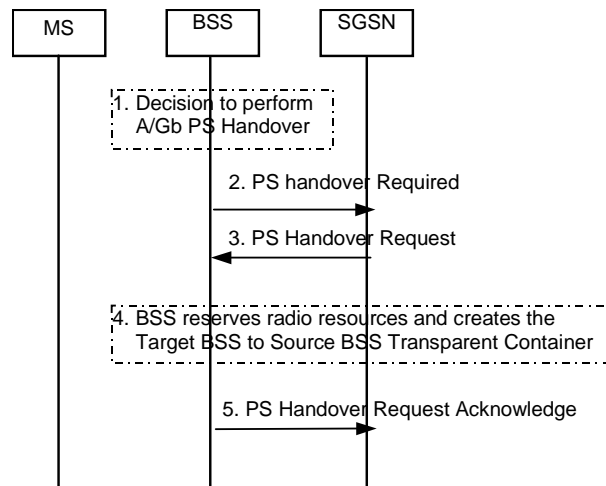 MS
BSS
SGSN
1. Decision to perform
A/Gb PS Handover
2. PS handover Required
3. PS Handover Request
4. BSS reserves radio resources and creates the
Target BSS to Source BSS Transparent Container
5. PS Handover Request Acknowledge